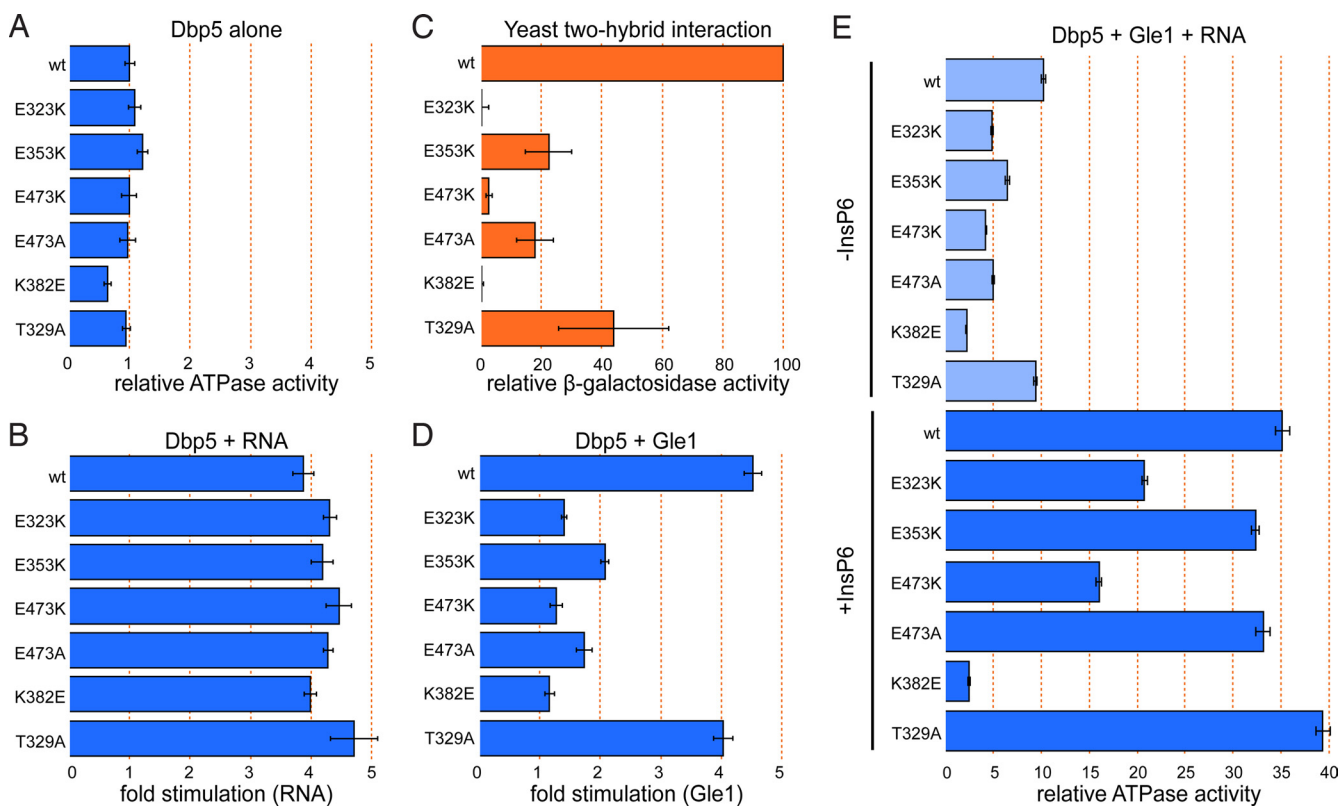 A
Dbp5 alone
wt
E323K
E353K
E473K
E473A
K382E
T329A
0 1 2 3 4 5
relative ATPase activity
B
Dbp5 + RNA
wt
E323K
E353K
E473K
E473A
K382E
T329A
0 1 2 3 4 5
fold stimulation (RNA)
C
Yeast two-hybrid interaction
wt
E323K
E353K
E473K
E473A
K382E
T329A
0 20 40 60 80 100
relative β-galactosidase activity
D
Dbp5 + Gle1
wt
E323K
E353K
E473K
E473A
K382E
T329A
0 1 2 3 4 5
fold stimulation (Gle1)
E
Dbp5 + Gle1 + RNA
-InsP6
wt
E323K
E353K
E473K
E473A
K382E
T329A
+InsP6
wt
E323K
E353K
E473K
E473A
K382E
T329A
0 5 10 15 20 25 30 35 40
relative ATPase activity